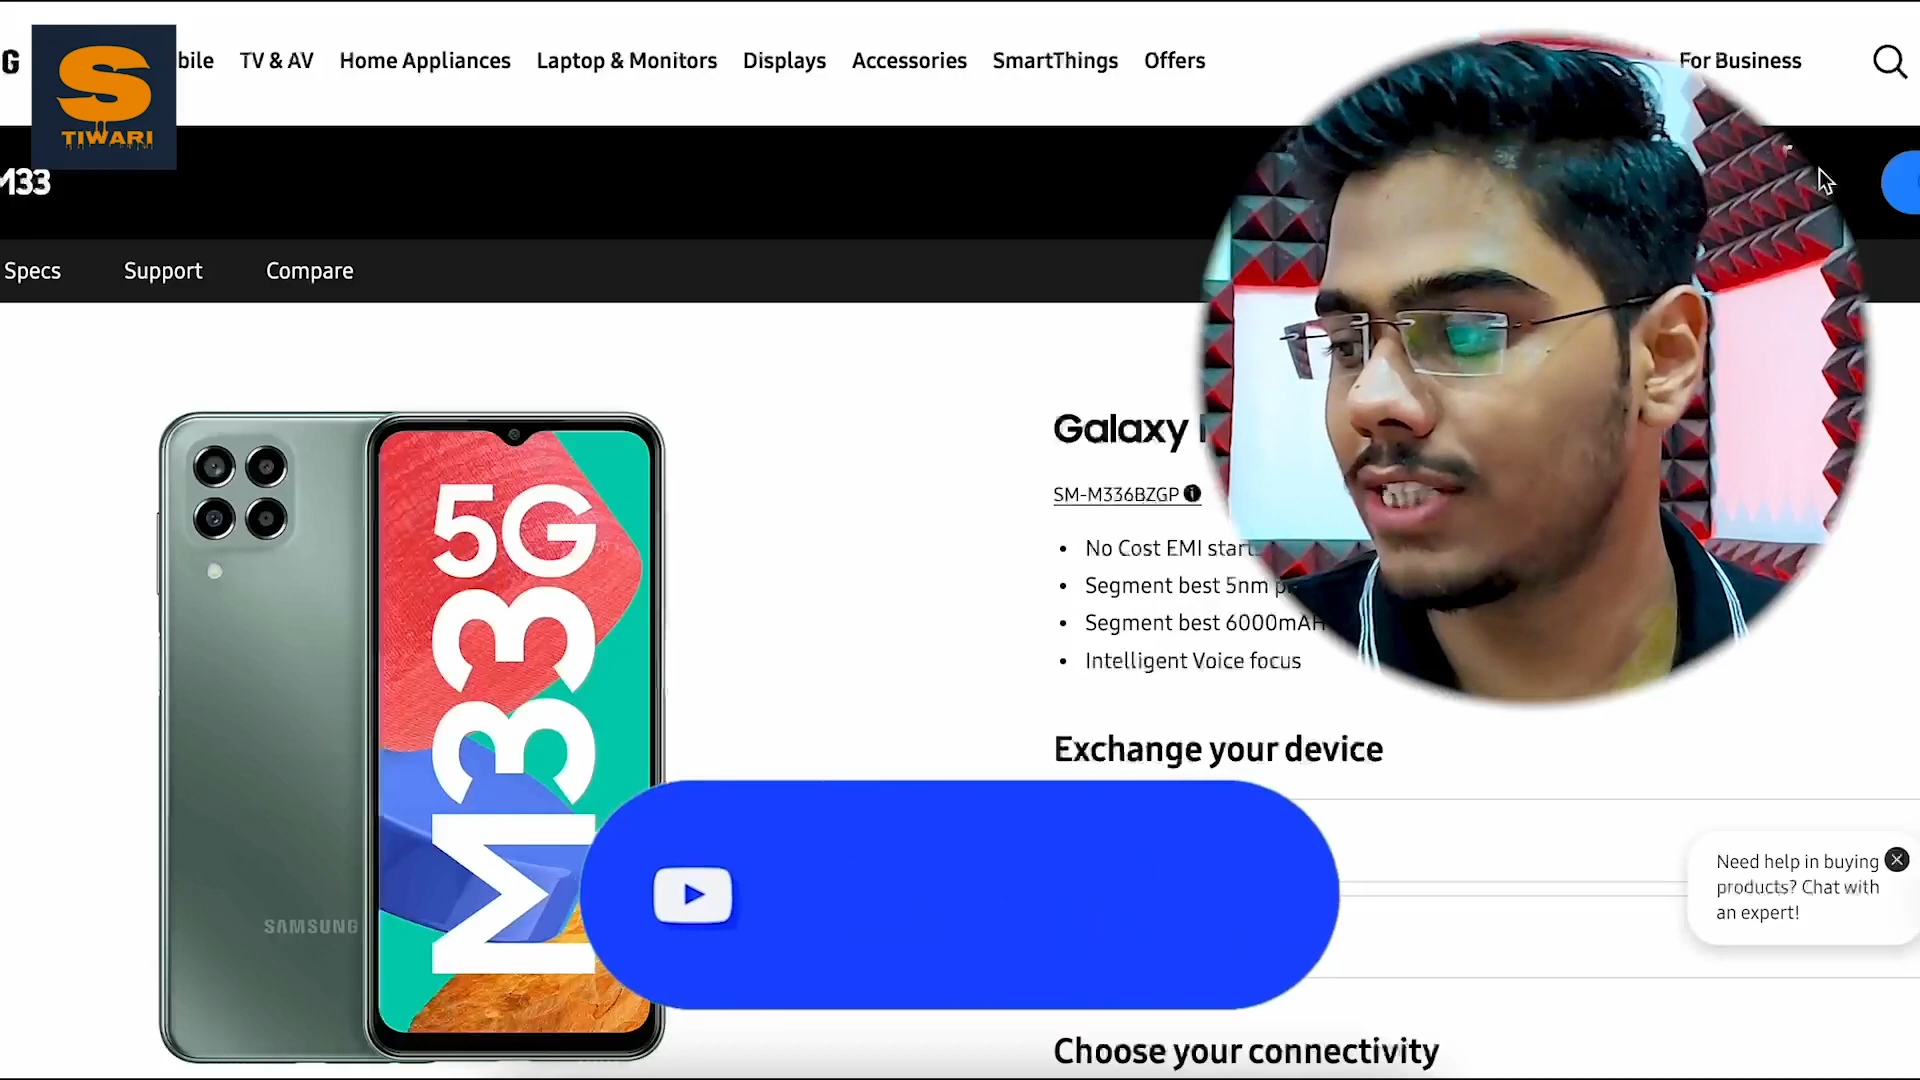 G
bile TV & AV Home Appliances Laptop & Monitors Displays Accessories SmartThings Offers For Business
S
TIWARI
M33
Specs Support Compare
Galaxy
SM-M336BZGP
• No Cost EMI start
• Segment best 5nm p
• Segment best 6000mAH
• Intelligent Voice focus
5G
M33
SAMSUNG
Exchange your device
Need help in buying
products? Chat with
an expert!
Choose your connectivity